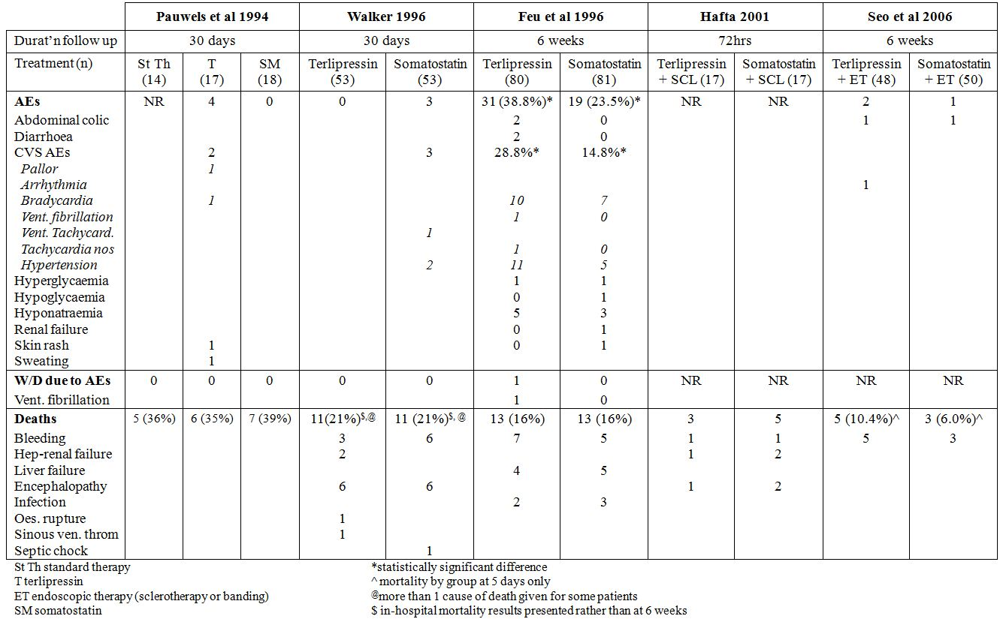 Pauwels et al 1994 Walker 1996 Feu et al 1996 Hafta 2001 Seo et al 2006
Durat’n follow up 30 days 30 days 6 weeks 72hrs 6 weeks
Treatment (n) St Th (14) T (17) SM (18) Terlipressin (53) Somatostatin (53) Terlipressin (80) Somatostatin (81) Terlipressin + SCL (17) Somatostatin + SCL (17) Terlipressin + ET (48) Somatostatin + ET (50)
AEs NR 4 0 0 3 31 (38.8%)* 19 (23.5%)* NR NR 2 1
Abdominal colic 2 0 1 1
Diarrhoea 2 0
CVS AEs 2 3 28.8%* 14.8%*
Pallor 1
Arrhythmia 1
Bradycardia 1 10 7
Vent. fibrillation 1 0
Vent. Tachycard. 1
Tachycardia nos 1 0
Hypertension 2 11 5
Hyperglycaemia 1 1
Hypoglycaemia 0 1
Hyponatraemia 5 3
Renal failure 0 1
Skin rash 1 0 1
Sweating 1
W/D due to AEs 0 0 0 0 0 1 0 NR NR NR NR
Vent. fibrillation 1 0
Deaths 5 (36%) 6 (35%) 7 (39%) 11(21%)$,@ 11 (21%)$, @ 13 (16%) 13 (16%) 3 5 5 (10.4%)^ 3 (6.0%)^
Bleeding 3 6 7 5 1 1 5 3
Hep-renal failure 2 1 2
Liver failure 4 5
Encephalopathy 6 6 1 2
Infection 2 3
Oes. rupture 1
Sinous ven. throm 1
Septic chock 1
St Th standard therapy *statistically significant difference
T terlipressin ^ mortality by group at 5 days only
ET endoscopic therapy (sclerotherapy or banding) @more than 1 cause of death given for some patients
SM somatostatin $ in-hospital mortality results presented rather than at 6 weeks